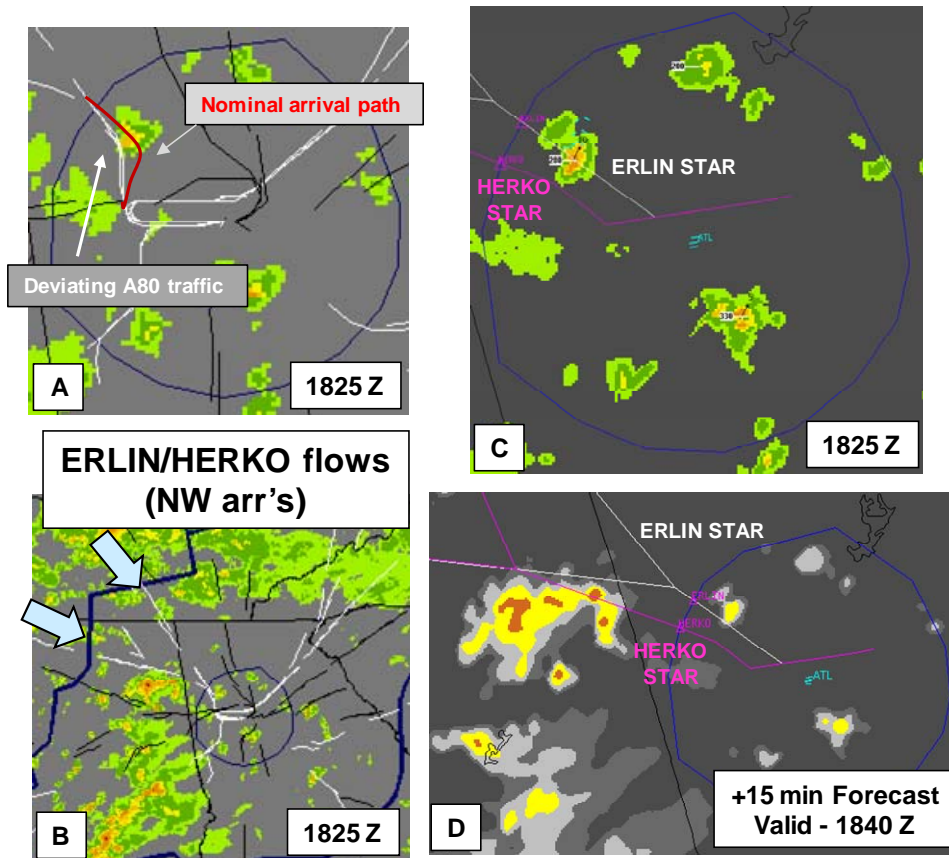 Nominal arrival path
Deviating A80 traffic
A
1825 Z
200
200
ERLIN STAR
HERKO
STAR
ATL
330
C
1825 Z
ERLIN/HERKO flows
(NW arr's)
B
1825 Z
ERLIN STAR
ERLIN
HERKO
HERKO
STAR
ATL
D
+15 min Forecast
Valid - 1840 Z